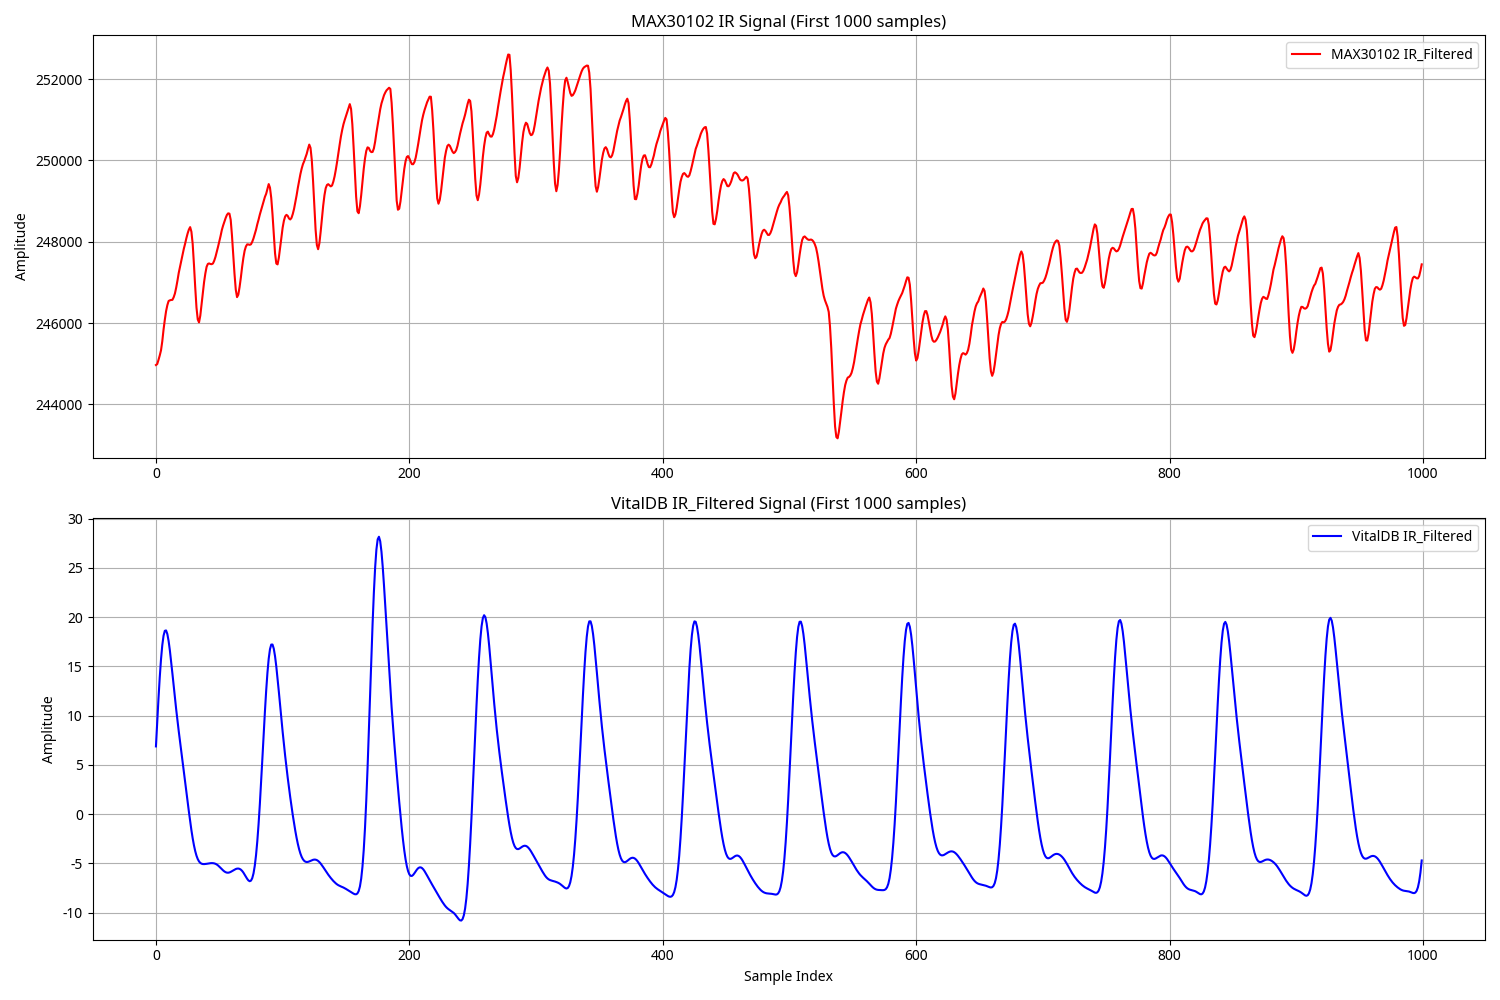 MAX30102 IR Signal (First 1000 samples)
MAX30102 IR_Filtered
Amplitude
252000
250000
248000
246000
244000
0 200 400 600 800 1000
VitalDB IR_Filtered Signal (First 1000 samples)
VitalDB IR_Filtered
Amplitude
30
25
20
15
10
5
0
-5
-10
0 200 400 600 800 1000
Sample Index